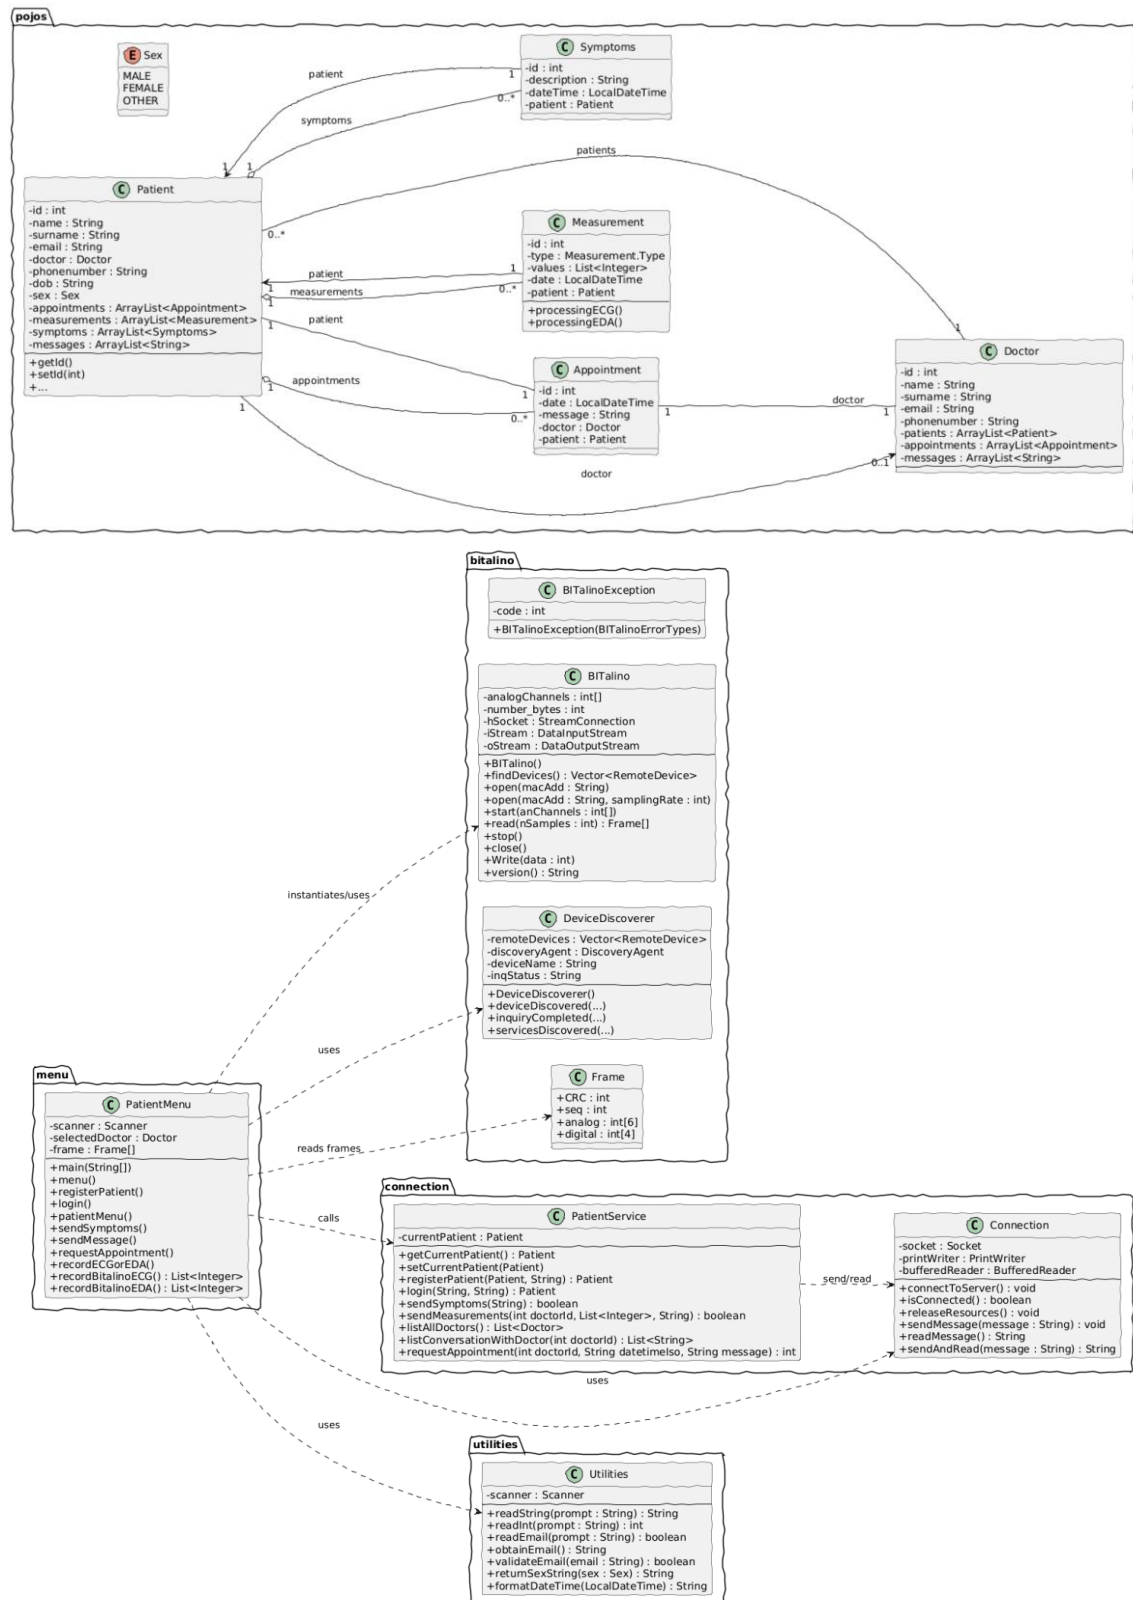 pojos
E Sex
MALE
FEMALE
OTHER
C Symptoms
-id : int
-description : String
-dateTime : LocalDateTime
-patient : Patient
patient
1
1
symptoms
0..*
1
patients
0..*
1
C Patient
-id : int
-name : String
-surname : String
-email : String
-doctor : Doctor
-phonenumber : String
-dob : String
-sex : Sex
-appointments : ArrayList<Appointment>
-measurements : ArrayList<Measurement>
-symptoms : ArrayList<Symptoms>
-messages : ArrayList<String>
+getId()
+setId(int)
+...
C Measurement
-id : int
-type : Measurement.Type
-values : List<Integer>
-date : LocalDateTime
-patient : Patient
+processingECG()
+processingEDA()
patient
1
1
measurements
0..*
1
patient
1
1
C Appointment
-id : int
-date : LocalDateTime
-message : String
-doctor : Doctor
-patient : Patient
appointments
1
0..*
doctor
1
1
C Doctor
-id : int
-name : String
-surname : String
-email : String
-phonenumber : String
-patients : ArrayList<Patient>
-appointments : ArrayList<Appointment>
-messages : ArrayList<String>
1
0..1
doctor
bitalino
C BITalinoException
-code : int
+BITalinoException(BITalinoErrorTypes)
C BITalino
-analogChannels : int[]
-number_bytes : int
-hSocket : StreamConnection
-iStream : DataInputStream
-oStream : DataOutputStream
+BITalino()
+findDevices() : Vector<RemoteDevice>
+open(macAdd : String)
+open(macAdd : String, samplingRate : int)
+start(anChannels : int[])
+read(nSamples : int) : Frame[]
+stop()
+close()
+Write(data : int)
+version() : String
instantiates/uses
C DeviceDiscoverer
-remoteDevices : Vector<RemoteDevice>
-discoveryAgent : DiscoveryAgent
-deviceName : String
-inqStatus : String
+DeviceDiscoverer()
+deviceDiscovered(...)
+inquiryCompleted(...)
+servicesDiscovered(...)
uses
C Frame
+CRC : int
+seq : int
+analog : int[6]
+digital : int[4]
reads frames
menu
C PatientMenu
-scanner : Scanner
-selectedDoctor : Doctor
-frame : Frame[]
+main(String[])
+menu()
+registerPatient()
+login()
+patientMenu()
+sendSymptoms()
+sendMessage()
+requestAppointment()
+recordECGorEDA()
+recordBitalinoECG() : List<Integer>
+recordBitalinoEDA() : List<Integer>
calls
connection
C PatientService
-currentPatient : Patient
+getCurrentPatient() : Patient
+setCurrentPatient(Patient)
+registerPatient(Patient, String) : Patient
+login(String, String) : Patient
+sendSymptoms(String) : boolean
+sendMeasurements(int doctorId, List<Integer>, String) : boolean
+listAllDoctors() : List<Doctor>
+listConversationWithDoctor(int doctorId) : List<String>
+requestAppointment(int doctorId, String datetimeIso, String message) : int
send/read
C Connection
-socket : Socket
-printWriter : PrintWriter
-bufferedReader : BufferedReader
+connectToServer() : void
+isConnected() : boolean
+releaseResources() : void
+sendMessage(message : String) : void
+readMessage() : String
+sendAndRead(message : String) : String
uses
uses
utilities
C Utilities
-scanner : Scanner
+readString(prompt : String) : String
+readInt(prompt : String) : int
+readEmail(prompt : String) : boolean
+obtainEmail() : String
+validateEmail(email : String) : boolean
+returnSexString(sex : Sex) : String
+formatDateTime(LocalDateTime) : String